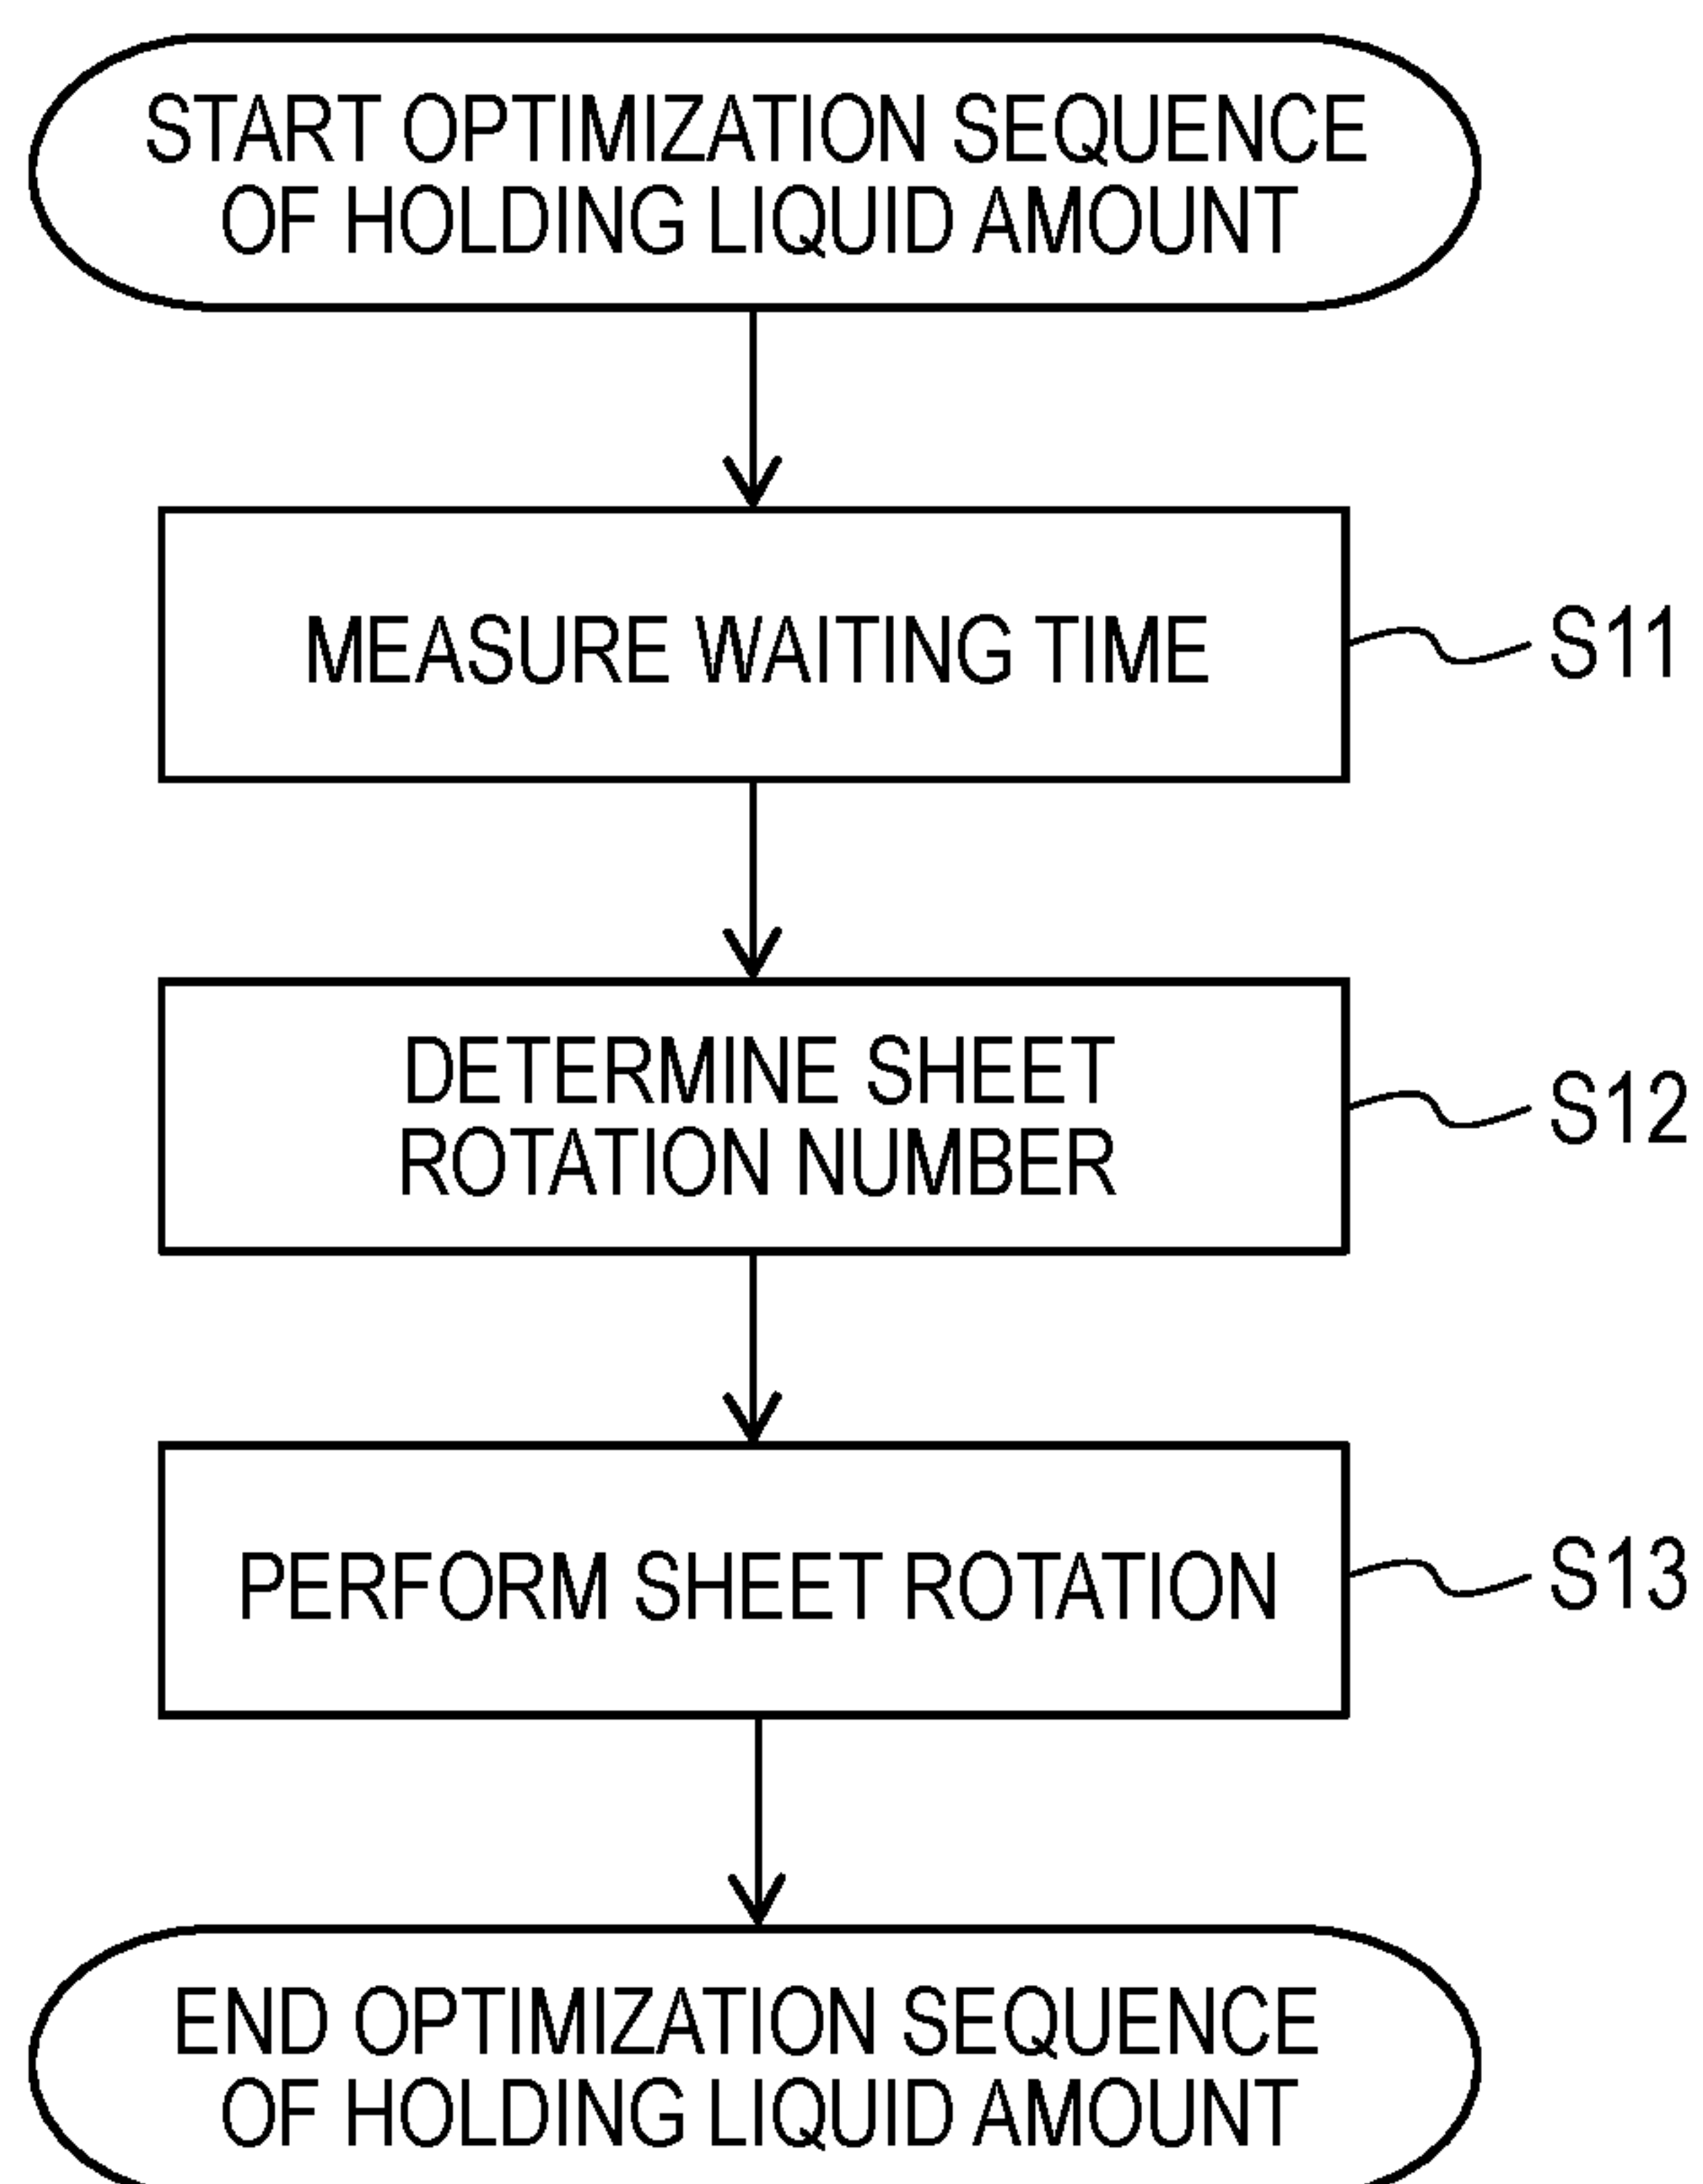 START OPTIMIZATION SEQUENCE
OF HOLDING LIQUID AMOUNT
MEASURE WAITING TIME
S11
DETERMINE SHEET
ROTATION NUMBER
S12
PERFORM SHEET ROTATION
S13
END OPTIMIZATION SEQUENCE
OF HOLDING LIQUID AMOUNT